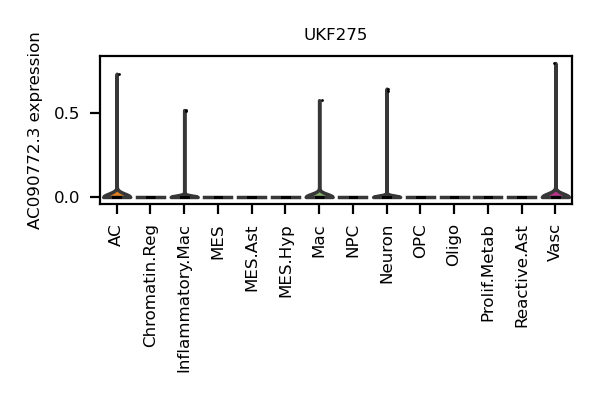 UKF275
AC090772.3 expression
0.5
0.0
AC
Chromatin.Reg
Inflammatory.Mac
MES
MES.Ast
MES.Hyp
Mac
NPC
Neuron
OPC
Oligo
Prolif.Metab
Reactive.Ast
Vasc